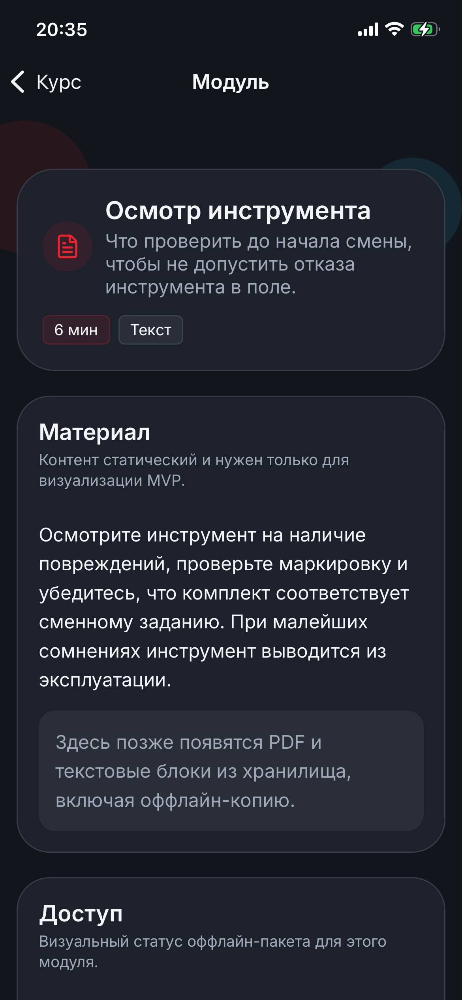 20:35
Курс
Модуль
Осмотр инструмента
Что проверить до начала смены,
чтобы не допустить отказа
инструмента в поле.
6 мин
Текст
Материал
Контент статический и нужен только для
визуализации MVP.
Осмотрите инструмент на наличие
повреждений, проверьте маркировку и
убедитесь, что комплект соответствует
сменному заданию. При малейших
сомнениях инструмент выводится из
эксплуатации.
Здесь позже появятся PDF и
текстовые блоки из хранилища,
включая оффлайн-копию.
Доступ
Визуальный статус оффлайн-пакета для этого
модуля.